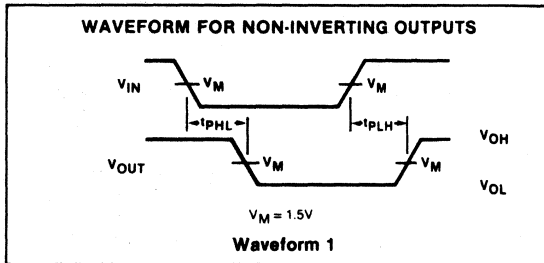 WAVEFORM FOR NON-INVERTING OUTPUTS
VIN
VM
VM
tPHL
tPLH
VOH
VOUT
VM
VM
VOL
VM = 1.5V
Waveform 1